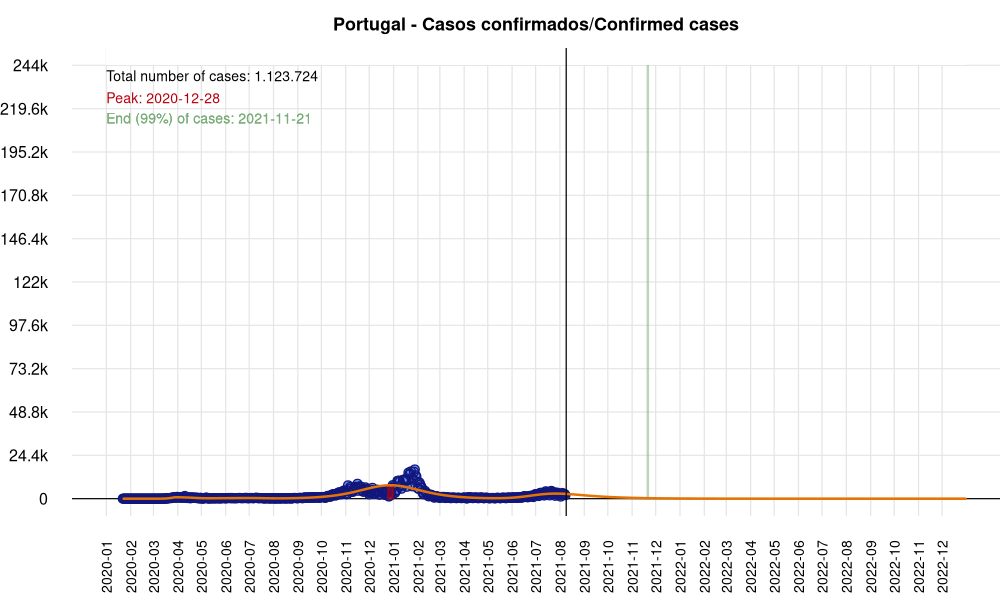 Portugal - Casos confirmados/Confirmed cases
244k
Total number of cases: 1.123.724
Peak: 2020-12-28
219.6k
End (99%) of cases: 2021-11-21
195.2k
170.8k
146.4k
122k
97.6k
73.2k
48.8k
24.4k
0
2020-01
2020-02
2020-03
2020-04
2020-05
2020-06
2020-07
2020-08
2020-09
2020-10
2020-11
2020-12
2021-01
2021-02
2021-03
2021-04
2021-05
2021-06
2021-07
2021-08
2021-09
2021-10
2021-11
2021-12
2022-01
2022-02
2022-03
2022-04
2022-05
2022-06
2022-07
2022-08
2022-09
2022-10
2022-11
2022-12